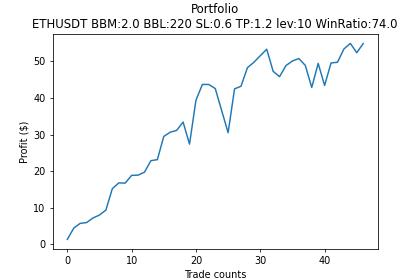 Portfolio
ETHUSDT BBM:2.0 BBL:220 SL:0.6 TP:1.2 lev:10 WinRatio:74.0
50
40
30
20
10
0
Profit ($)
0 10 20 30 40
Trade counts